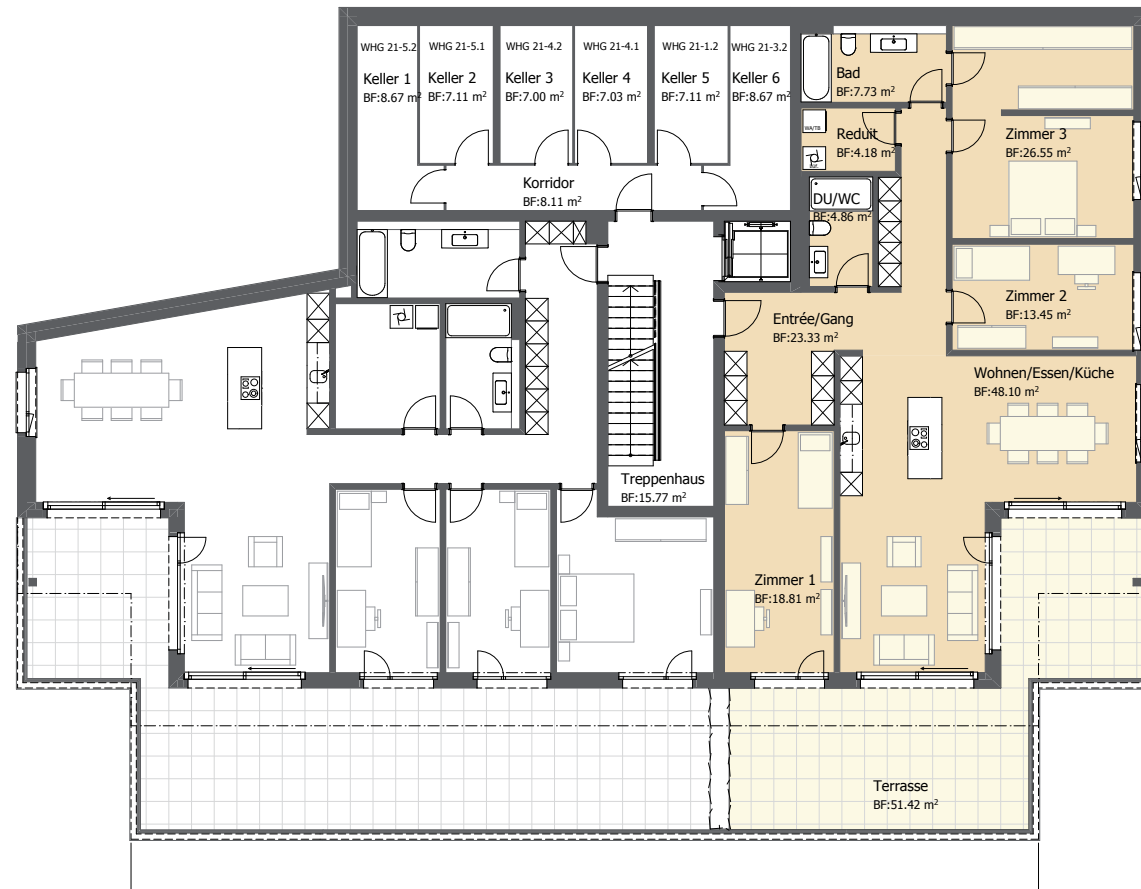 WHG 21-5.2
Keller 1
BF:8.67 m²
WHG 21-5.1
Keller 2
BF:7.11 m²
WHG 21-4.2
Keller 3
BF:7.00 m²
WHG 21-4.1
Keller 4
BF:7.03 m²
WHG 21-1.2
Keller 5
BF:7.11 m²
WHG 21-3.2
Keller 6
BF:8.67 m²
Bad
BF:7.73 m²
WA/TB
Reduit
BF:4.18 m²
Zimmer 3
BF:26.55 m²
Korridor
BF:8.11 m²
DU/WC
BF:4.86 m²
Zimmer 2
BF:13.45 m²
Entrée/Gang
BF:23.33 m²
Wohnen/Essen/Küche
BF:48.10 m²
Treppenhaus
BF:15.77 m²
Zimmer 1
BF:18.81 m²
Terrasse
BF:51.42 m²